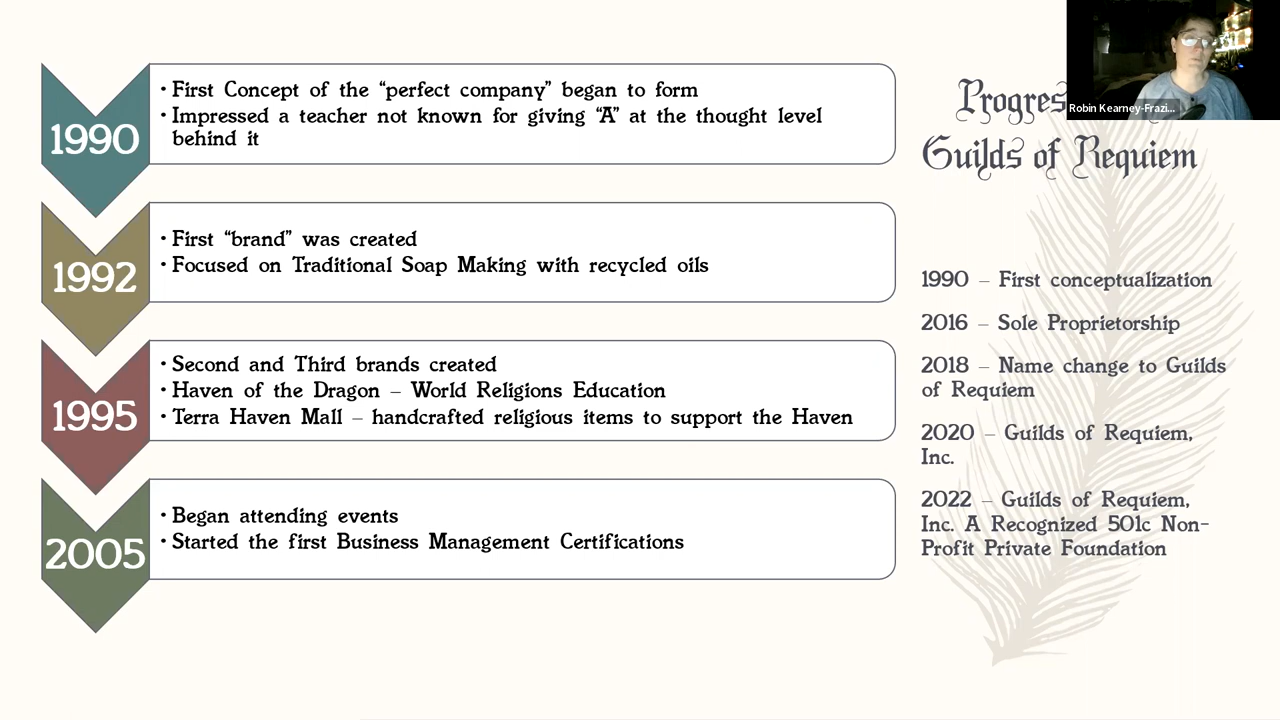 1990
• First Concept of the “perfect company” began to form
• Impressed a teacher not known for giving “A” at the thought level
behind it
1992
• First “brand” was created
• Focused on Traditional Soap Making with recycled oils
1995
• Second and Third brands created
• Haven of the Dragon – World Religions Education
• Terra Haven Mall – handcrafted religious items to support the Haven
2005
• Began attending events
• Started the first Business Management Certifications
Progres
Guilds of Requiem
1990 – First conceptualization
2016 – Sole Proprietorship
2018 – Name change to Guilds
of Requiem
2020 – Guilds of Requiem,
Inc.
2022 – Guilds of Requiem,
Inc. A Recognized 501c Non-
Profit Private Foundation
Robin Kearney-Frazi...